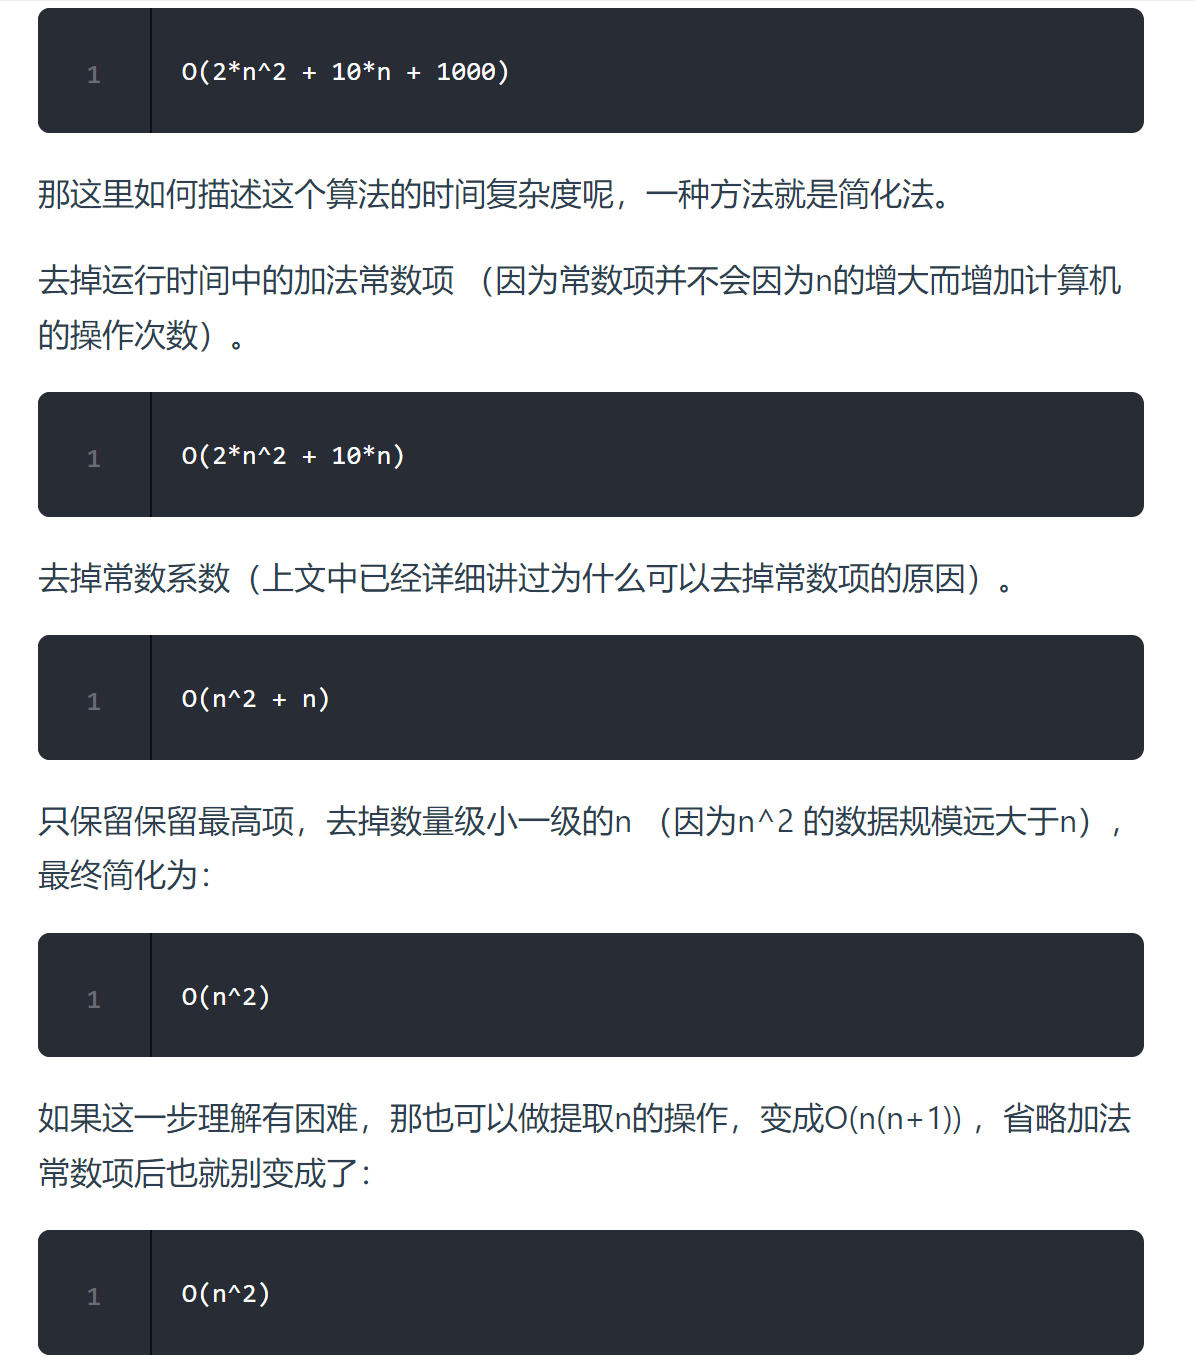 1 O(2*n^2 + 10*n + 1000)
那这里如何描述这个算法的时间复杂度呢，一种方法就是简化法。
去掉运行时间中的加法常数项 （因为常数项并不会因为n的增大而增加计算机
的操作次数）。
1 O(2*n^2 + 10*n)
去掉常数系数（上文中已经详细讲过为什么可以去掉常数项的原因）。
1 O(n^2 + n)
只保留保留最高项，去掉数量级小一级的n （因为n^2 的数据规模远大于n），
最终简化为：
1 O(n^2)
如果这一步理解有困难，那也可以做提取n的操作，变成O(n(n+1)) ，省略加法
常数项后也就别变成了：
1 O(n^2)